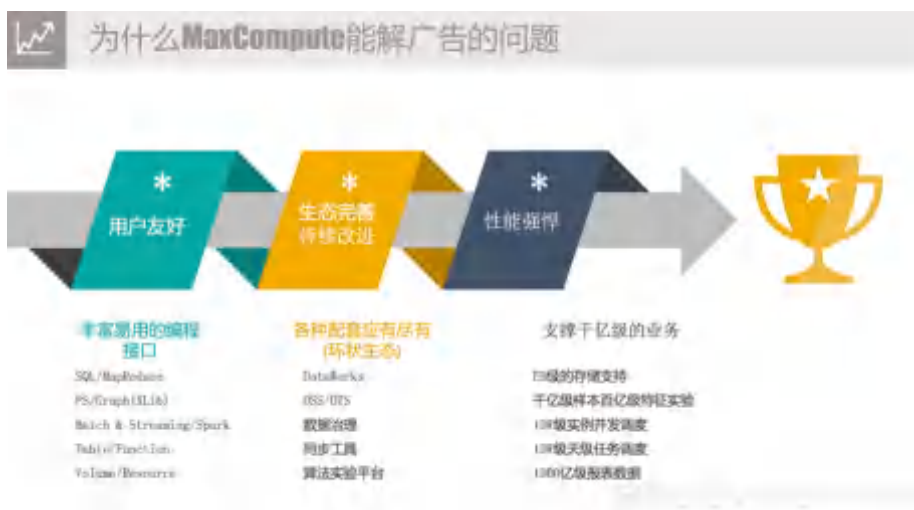 为什么MaxCompute能解广告的问题
*
用户友好
*
生态完善
持续改进
*
性能强悍
丰富易用的编程
接口
SQL/MapReduce
PS/Graph(XLib)
Batch & Streaming/Spark
Table/Function
Volume/Resource
各种配套应有尽有
(环状生态)
DataWorks
OSS/OTS
数据治理
同步工具
算法实验平台
支撑千亿级的业务
EB级的存储支持
千亿级样本百亿级特征实验
级实例并发调度
级天级任务调度
1000亿级报表数据